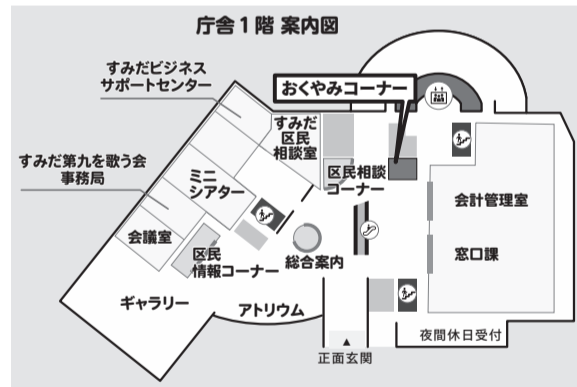 庁舎1階 案内図
すみだビジネス
サポートセンター
おくやみコーナー
すみだ
区民
相談室
区民相談
コーナー
すみだ第九を歌う会
事務局
ミニ
シアター
会計管理室
会議室
区民
情報コーナー
総合案内
窓口課
ギャラリー
アトリウム
夜間休日受付
正面玄関